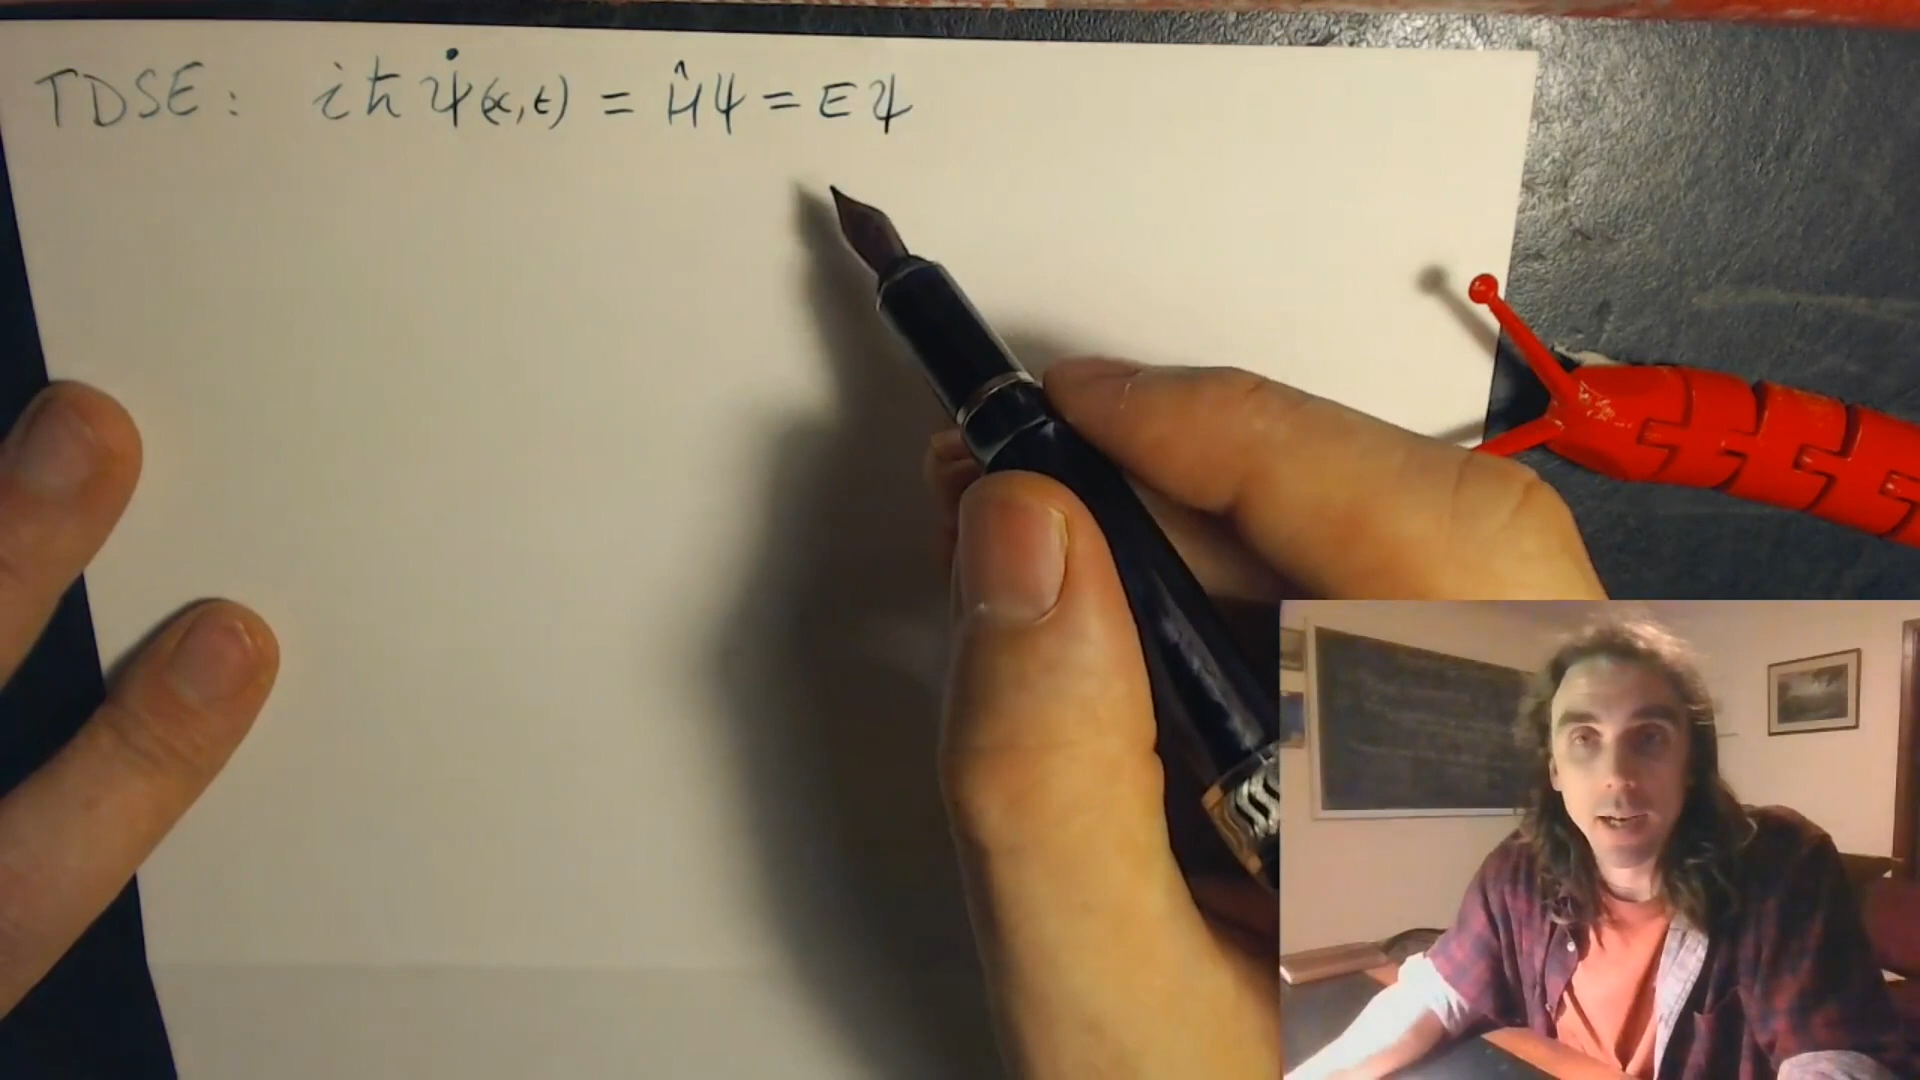 TDSE: iħψ̇(x,t) = Ĥψ = Eψ